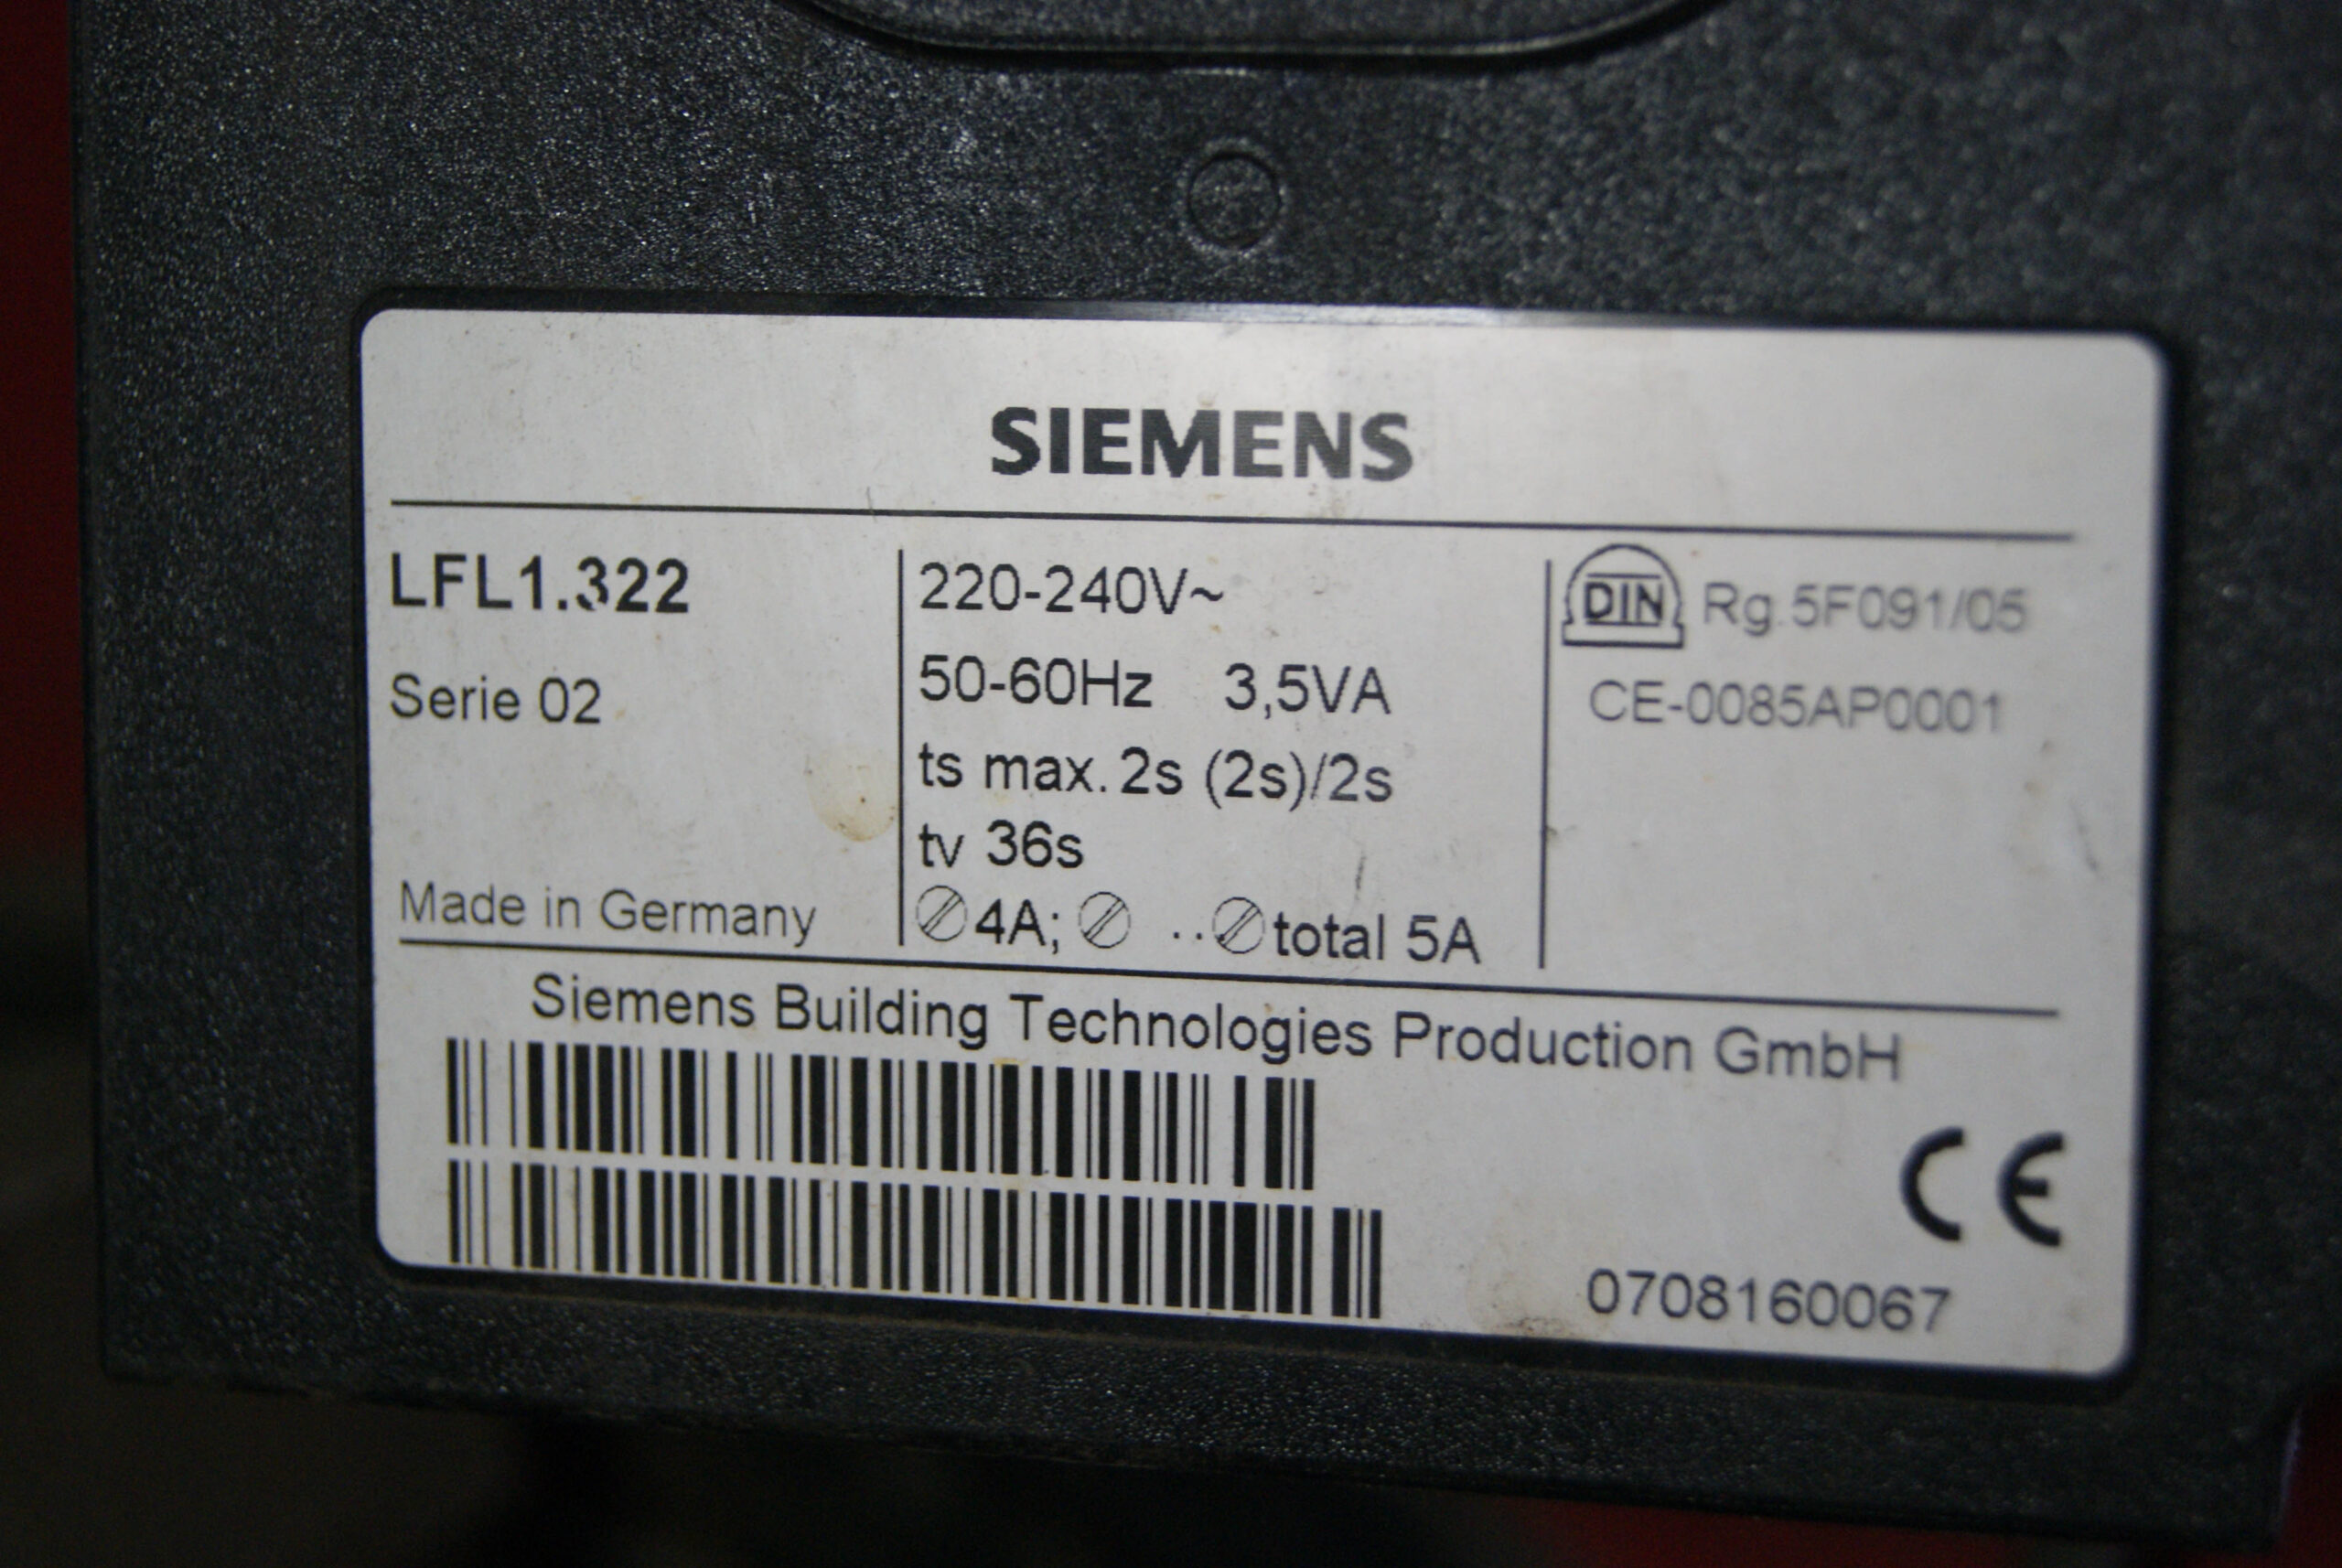 SIEMENS
LFL1.322
Serie 02
Made in Germany
220-240V~
50-60Hz 3,5VA
ts max. 2s (2s)/2s
tv 36s
4A; ..total 5A
DIN Rg.5F091/05
CE-0085AP0001
Siemens Building Technologies Production GmbH
CE
0708160067